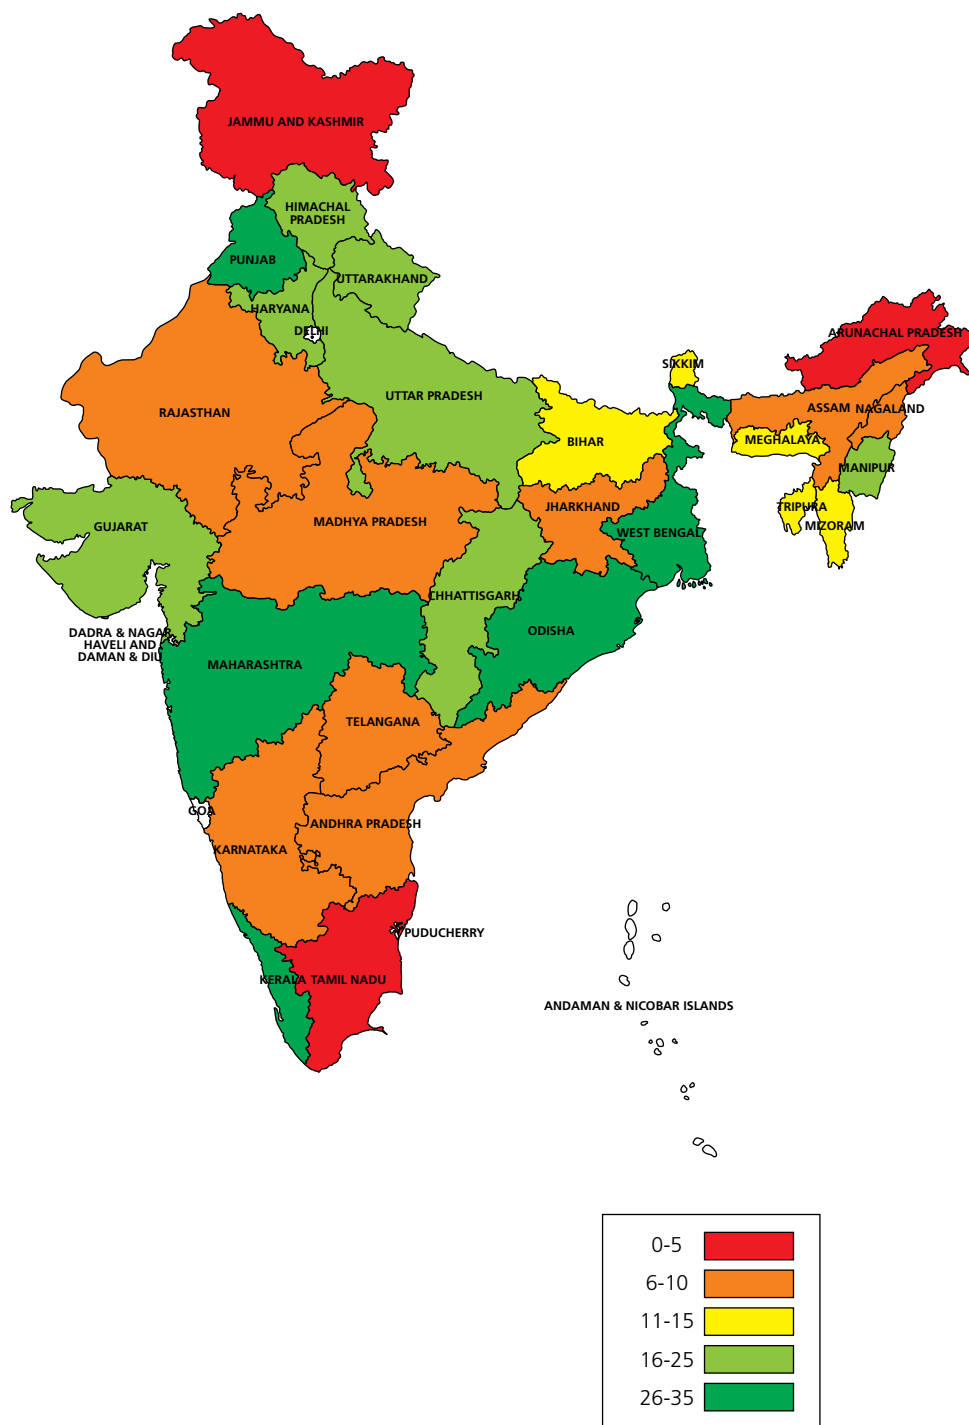 JAMMU AND KASHMIR
HIMACHAL
PRADESH
PUNJAB
UTTARAKHAND
HARYANA
DELHI
ARUNACHAL PRADESH
SIKKIM
UTTAR PRADESH
RAJASTHAN
ASSAM
NAGALAND
BIHAR
MEGHALAYA
MANIPUR
JHARKHAND
TRIPURA
MIZORAM
GUJARAT
MADHYA PRADESH
WEST BENGAL
CHHATTISGARH
ODISHA
DADRA & NAGAR
HAVELI AND
DAMAN & DIU
MAHARASHTRA
TELANGANA
GOA
ANDHRA PRADESH
KARNATAKA
PUDUCHERRY
KERALA
TAMIL NADU
ANDAMAN & NICOBAR ISLANDS
0-5
6-10
11-15
16-25
26-35